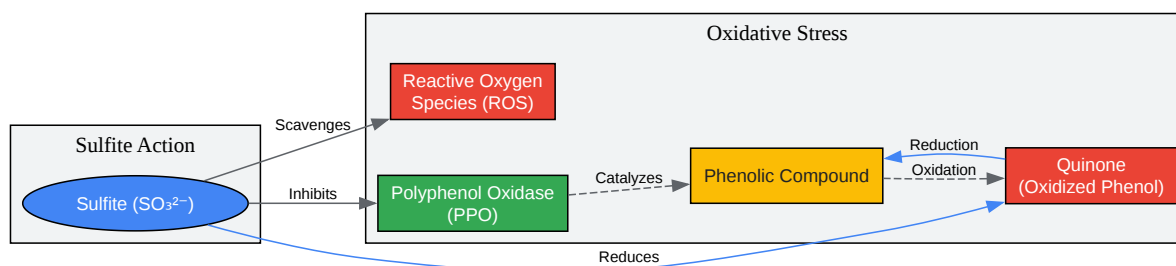 Oxidative Stress
Reactive Oxygen
Species (ROS)
Scavenges
Sulfite Action
Sulfite (SO₃²⁻)
Inhibits
Polyphenol Oxidase
(PPO)
Catalyzes
Phenolic Compound
Reduction
Oxidation
Quinone
(Oxidized Phenol)
Reduces